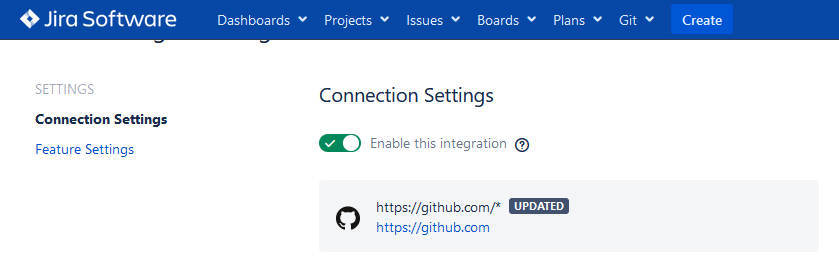 Jira Software Dashboards Projects Issues Boards Plans Git Create
SETTINGS
Connection Settings
Feature Settings
Connection Settings
Enable this integration ?
https://github.com/* UPDATED
https://github.com